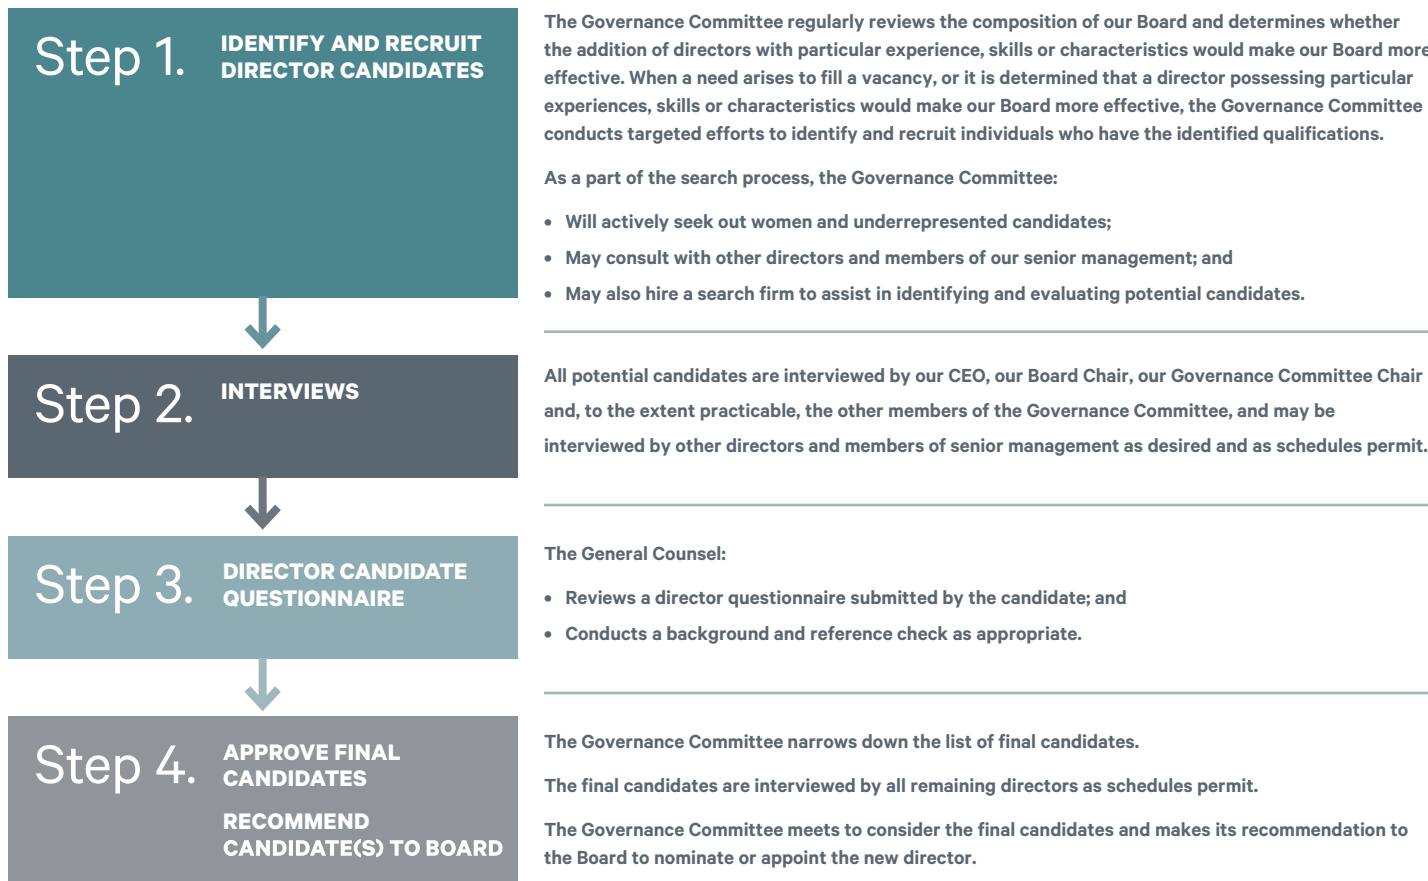 Step 1.
IDENTIFY AND RECRUIT
DIRECTOR CANDIDATES
The Governance Committee regularly reviews the composition of our Board and determines whether
the addition of directors with particular experience, skills or characteristics would make our Board more
effective. When a need arises to fill a vacancy, or it is determined that a director possessing particular
experiences, skills or characteristics would make our Board more effective, the Governance Committee
conducts targeted efforts to identify and recruit individuals who have the identified qualifications.
As a part of the search process, the Governance Committee:
• Will actively seek out women and underrepresented candidates;
• May consult with other directors and members of our senior management; and
• May also hire a search firm to assist in identifying and evaluating potential candidates.
Step 2.
INTERVIEWS
All potential candidates are interviewed by our CEO, our Board Chair, our Governance Committee Chair
and, to the extent practicable, the other members of the Governance Committee, and may be
interviewed by other directors and members of senior management as desired and as schedules permit.
Step 3.
DIRECTOR CANDIDATE
QUESTIONNAIRE
The General Counsel:
• Reviews a director questionnaire submitted by the candidate; and
• Conducts a background and reference check as appropriate.
Step 4.
APPROVE FINAL
CANDIDATES
RECOMMEND
CANDIDATE(S) TO BOARD
The Governance Committee narrows down the list of final candidates.
The final candidates are interviewed by all remaining directors as schedules permit.
The Governance Committee meets to consider the final candidates and makes its recommendation to
the Board to nominate or appoint the new director.